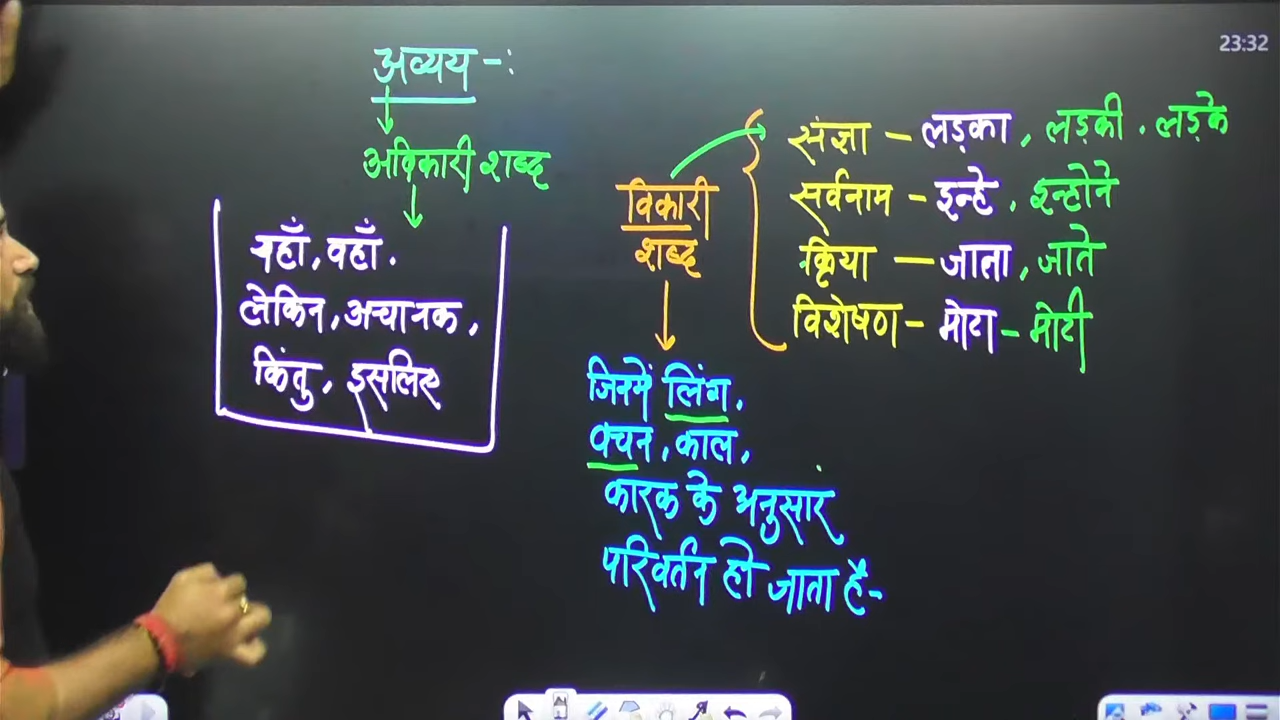 23:32
अव्यय -:
अविकारी शब्द
यहाँ, वहाँ.
लेकिन, अचानक,
किंतु, इसलिए
विकारी
शब्द
संज्ञा - लड़का, लड़की. लड़के
सर्वनाम - इन्हे. इन्होने
क्रिया - जाता, जाते
विशेषण - मोटा - मोटी
जिनमें लिंग.
वचन, काल,
कारक के अनुसार
परिवर्तन हो जाता है-